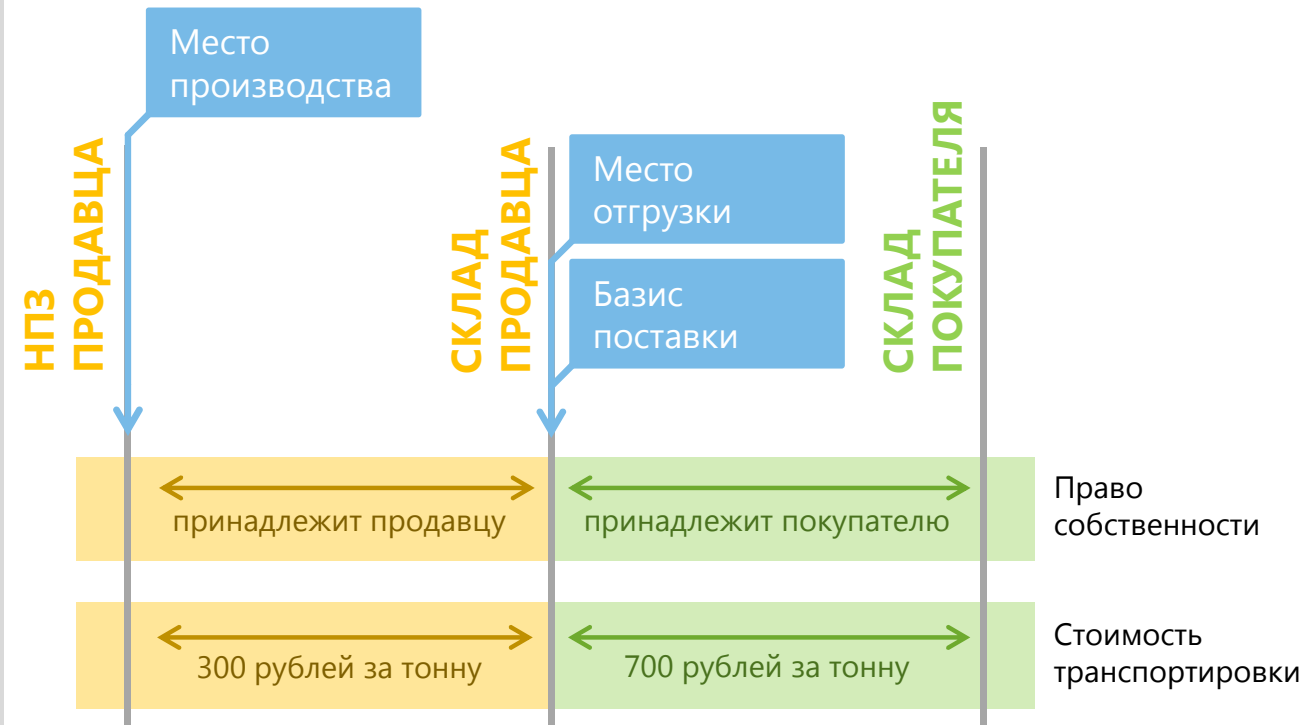 Место
производства
НПЗ
ПРОДАВЦА
СКЛАД
ПРОДАВЦА
Место
отгрузки
Базис
поставки
СКЛАД
ПОКУПАТЕЛЯ
принадлежит продавцу
принадлежит покупателю
Право
собственности
300 рублей за тонну
700 рублей за тонну
Стоимость
транспортировки